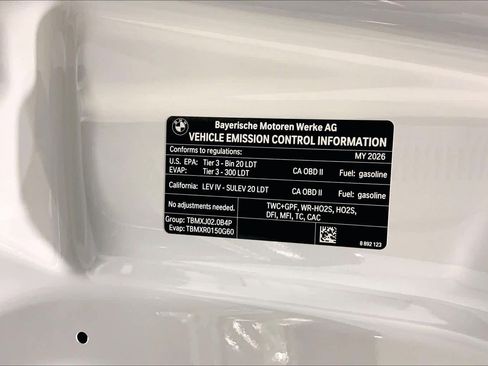 BMW
Bayerische Motoren Werke AG
VEHICLE EMISSION CONTROL INFORMATION
Conforms to regulations: MY 2026
U.S. EPA: Tier 3 - Bin 20 LDT CA OBD II Fuel: gasoline
EVAP: Tier 3 - 300 LDT
California: LEV IV - SULEV 20 LDT CA OBD II Fuel: gasoline
No adjustments needed. TWC+GPF, WR-HO2S, HO2S,
DFI, MFI, TC, CAC
Group: TBMXJ02.0B4P
Evap: TBMXR0150G60
8 892 123